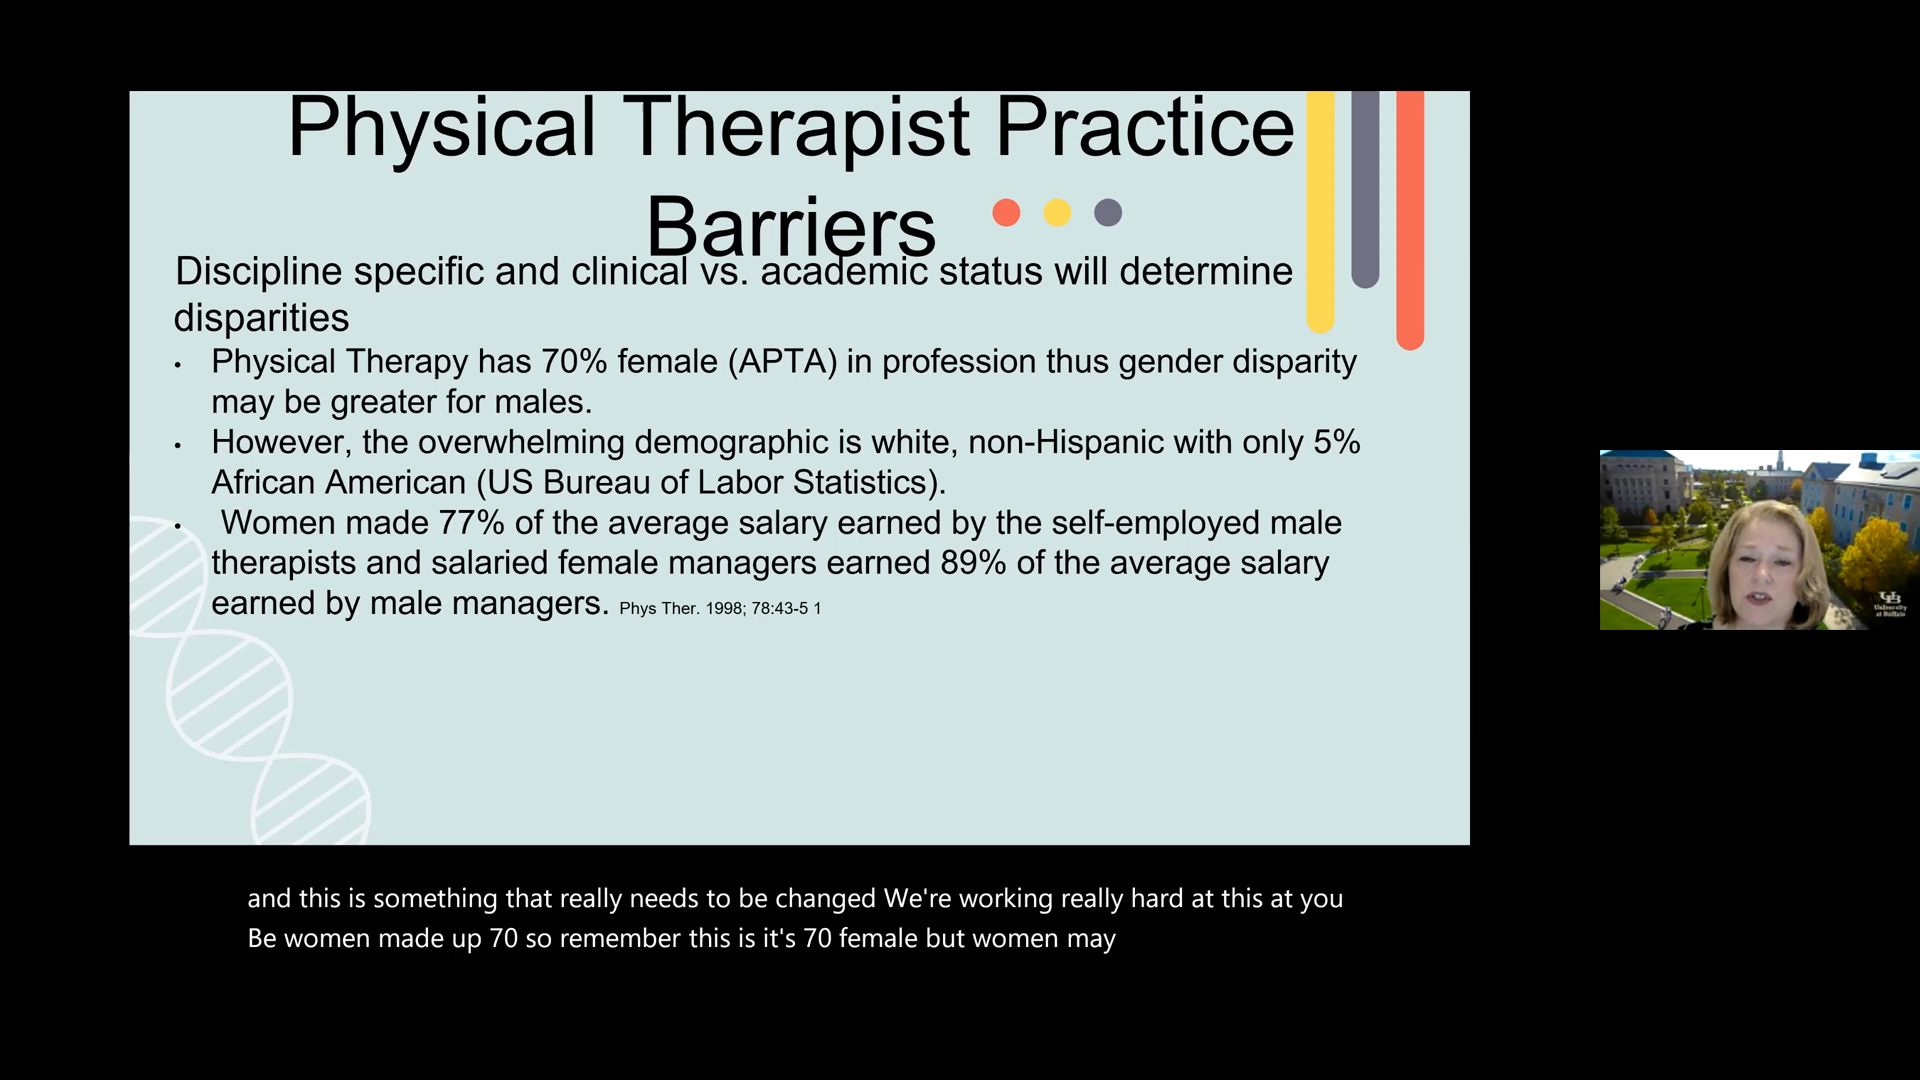 Physical Therapist Practice
Barriers
Discipline specific and clinical vs. academic status will determine
disparities
• Physical Therapy has 70% female (APTA) in profession thus gender disparity
may be greater for males.
• However, the overwhelming demographic is white, non-Hispanic with only 5%
African American (US Bureau of Labor Statistics).
• Women made 77% of the average salary earned by the self-employed male
therapists and salaried female managers earned 89% of the average salary
earned by male managers. Phys Ther. 1998; 78:43-5 1
UB
University
at Buffalo
and this is something that really needs to be changed We're working really hard at this at you
Be women made up 70 so remember this is it's 70 female but women may